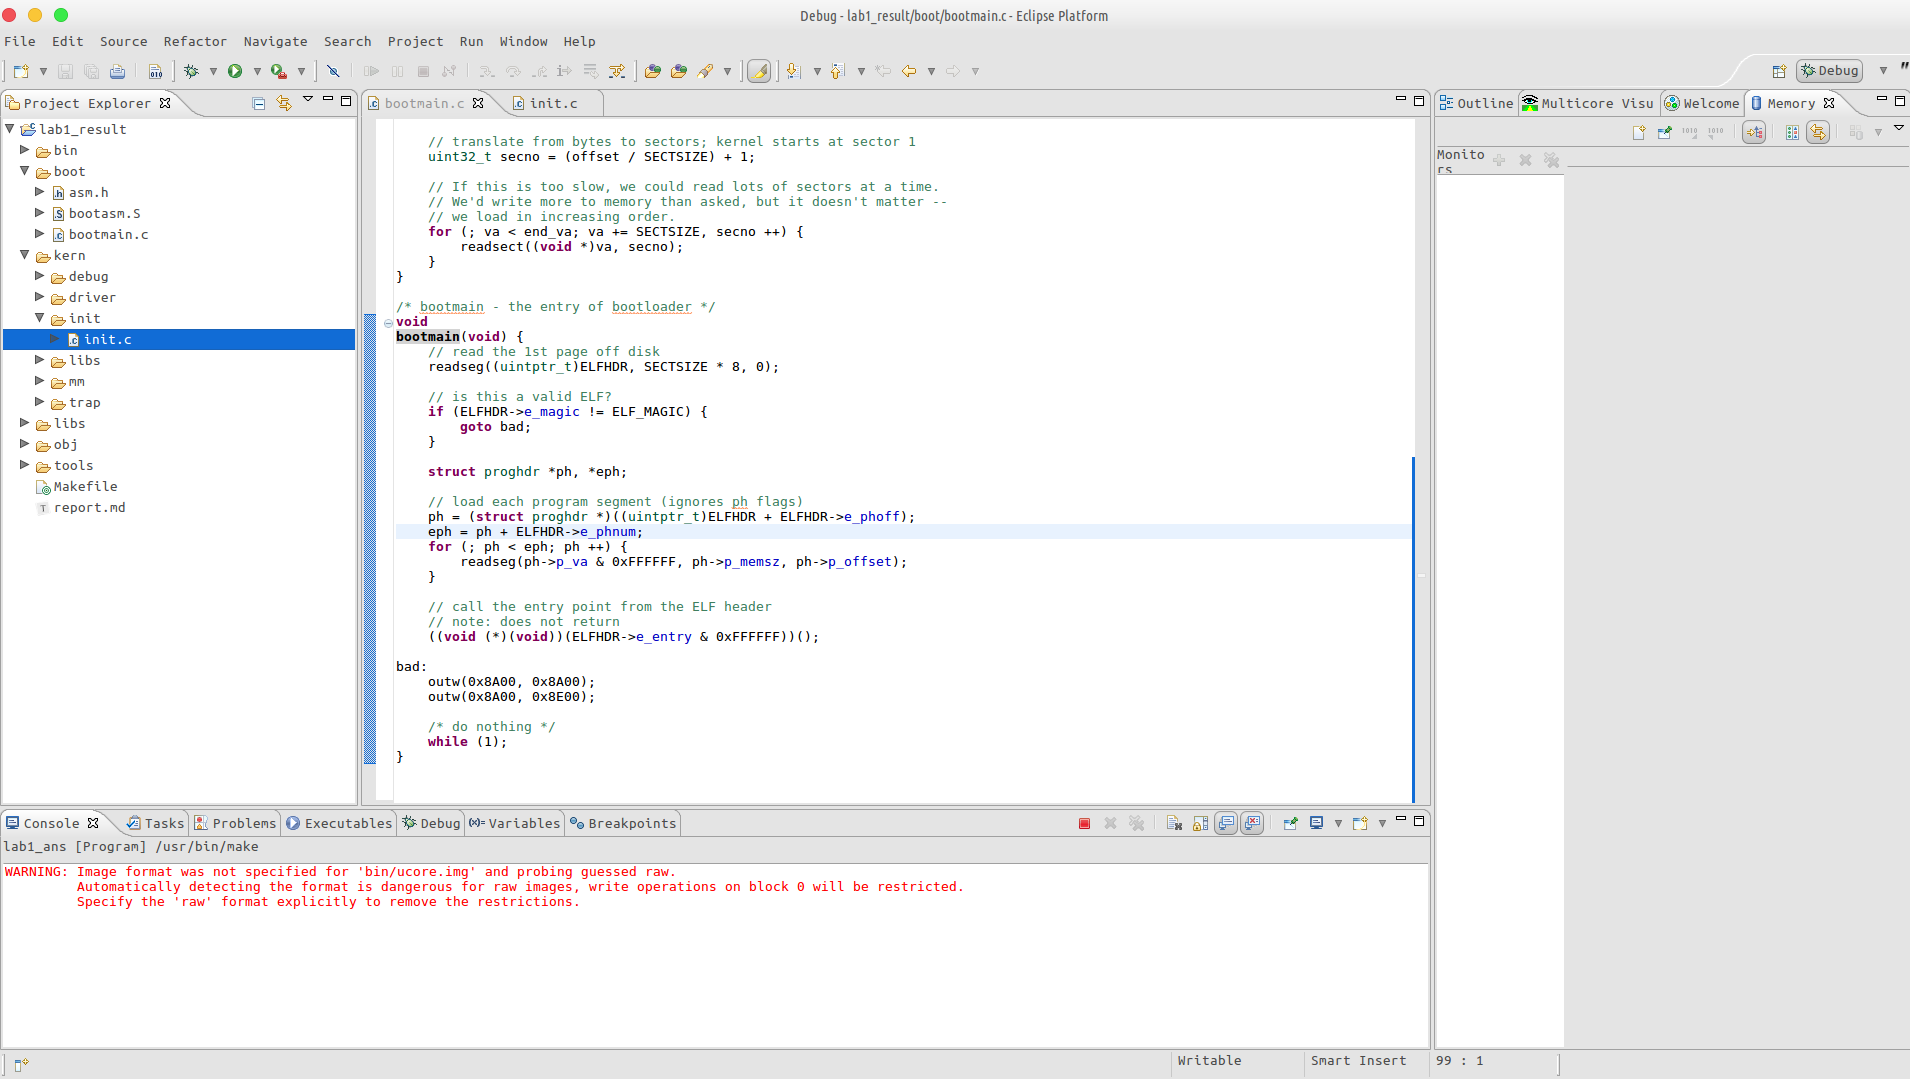 Debug - lab1_result/boot/bootmain.c - Eclipse Platform
File Edit Source Refactor Navigate Search Project Run Window Help
Debug
Project Explorer
lab1_result
bin
boot
asm.h
bootasm.S
bootmain.c
kern
debug
driver
init
init.c
libs
mm
trap
libs
obj
tools
Makefile
report.md
bootmain.c init.c
// translate from bytes to sectors; kernel starts at sector 1
uint32_t secno = (offset / SECTSIZE) + 1;
// If this is too slow, we could read lots of sectors at a time.
// We'd write more to memory than asked, but it doesn't matter --
// we load in increasing order.
for (; va < end_va; va += SECTSIZE, secno ++) {
readsect((void *)va, secno);
}
}
/* bootmain - the entry of bootloader */
void
bootmain(void) {
// read the 1st page off disk
readseg((uintptr_t)ELFHDR, SECTSIZE * 8, 0);
// is this a valid ELF?
if (ELFHDR->e_magic != ELF_MAGIC) {
goto bad;
}
struct proghdr *ph, *eph;
// load each program segment (ignores ph flags)
ph = (struct proghdr *)((uintptr_t)ELFHDR + ELFHDR->e_phoff);
eph = ph + ELFHDR->e_phnum;
for (; ph < eph; ph ++) {
readseg(ph->p_va & 0xFFFFFF, ph->p_memsz, ph->p_offset);
}
// call the entry point from the ELF header
// note: does not return
((void (*)(void))(ELFHDR->e_entry & 0xFFFFFF))();
bad:
outw(0x8A00, 0x8A00);
outw(0x8A00, 0x8E00);
/* do nothing */
while (1);
}
Outline Multicore Visu Welcome Memory
Monito
rs
Console Tasks Problems Executables Debug Variables Breakpoints
lab1_ans [Program] /usr/bin/make
WARNING: Image format was not specified for 'bin/ucore.img' and probing guessed raw.
Automatically detecting the format is dangerous for raw images, write operations on block 0 will be restricted.
Specify the 'raw' format explicitly to remove the restrictions.
Writable Smart Insert 99 : 1